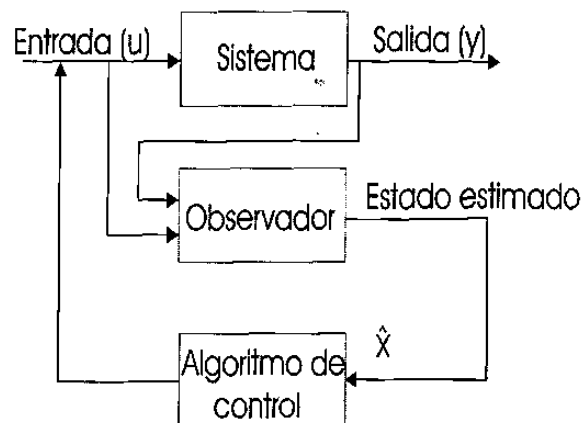 Entrada (u)
Sistema
Salida (y)
Observador
Estado estimado
X̂
Algoritmo de
control